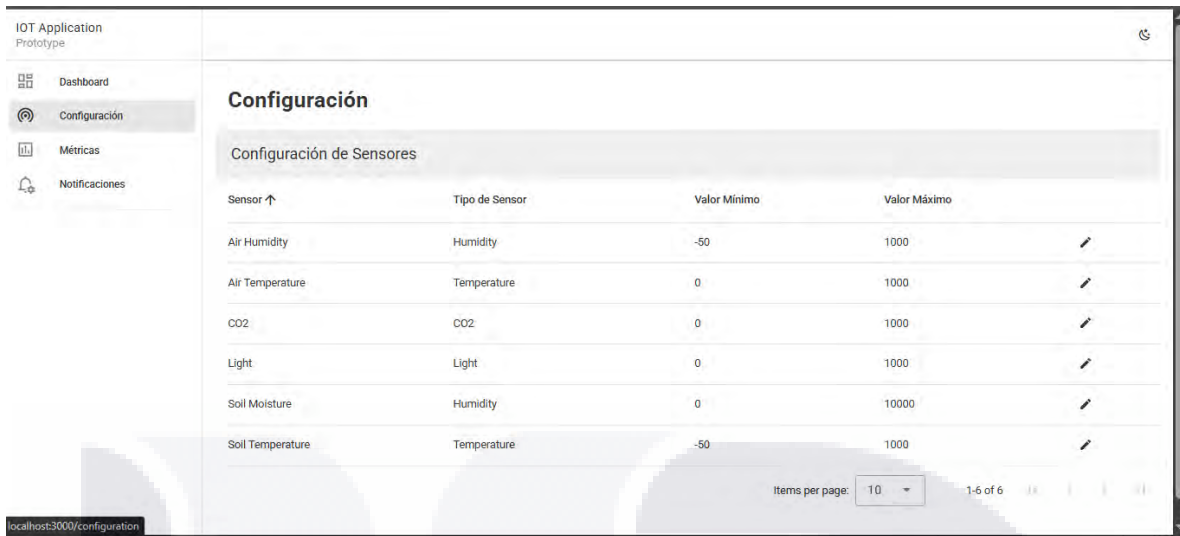 IOT Application
Prototype
Dashboard
Configuración
Métricas
Notificaciones
Configuración
Configuración de Sensores
Sensor Tipo de Sensor Valor Mínimo Valor Máximo
Air Humidity Humidity -50 1000
Air Temperature Temperature 0 1000
CO2 CO2 0 1000
Light Light 0 1000
Soil Moisture Humidity 0 10000
Soil Temperature Temperature -50 1000
Items per page: 10 1-6 of 6
localhost:3000/configuration